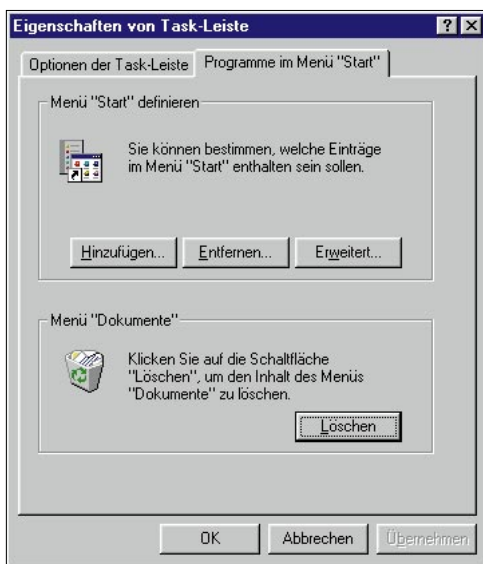 Eigenschaften von Task-Leiste
Optionen der Task-Leiste
Programme im Menü "Start"
Menü "Start" definieren
Sie können bestimmen, welche Einträge
im Menü "Start" enthalten sein sollen.
Hinzufügen...
Entfernen...
Erweitert...
Menü "Dokumente"
Klicken Sie auf die Schaltfläche
"Löschen", um den Inhalt des Menüs
"Dokumente" zu löschen.
Löschen
OK
Abbrechen
Übernehmen